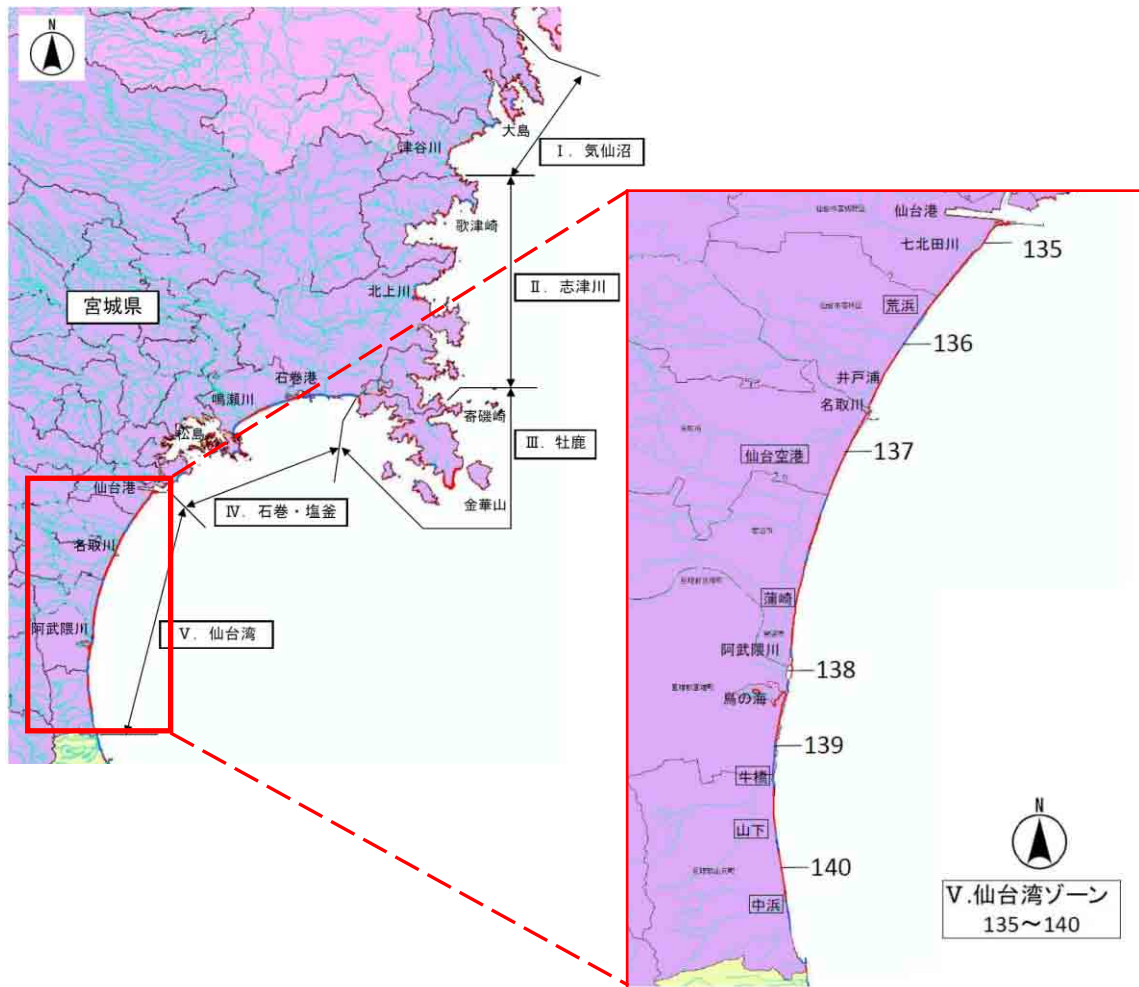 N
大島
津谷川
Ⅰ．気仙沼
歌津崎
北上川
Ⅱ．志津川
宮城県
石巻港
鳴瀬川
松島
寄磯崎
Ⅲ．牡鹿
金華山
仙台港
Ⅳ．石巻・塩釜
名取川
阿武隈川
Ⅴ．仙台湾
仙台港
七北田川
135
荒浜
136
井戸浦
名取川
137
仙台空港
蒲崎
阿武隈川
138
鳥の海
139
牛橋
山下
140
中浜
N
Ⅴ.仙台湾ゾーン
135～140